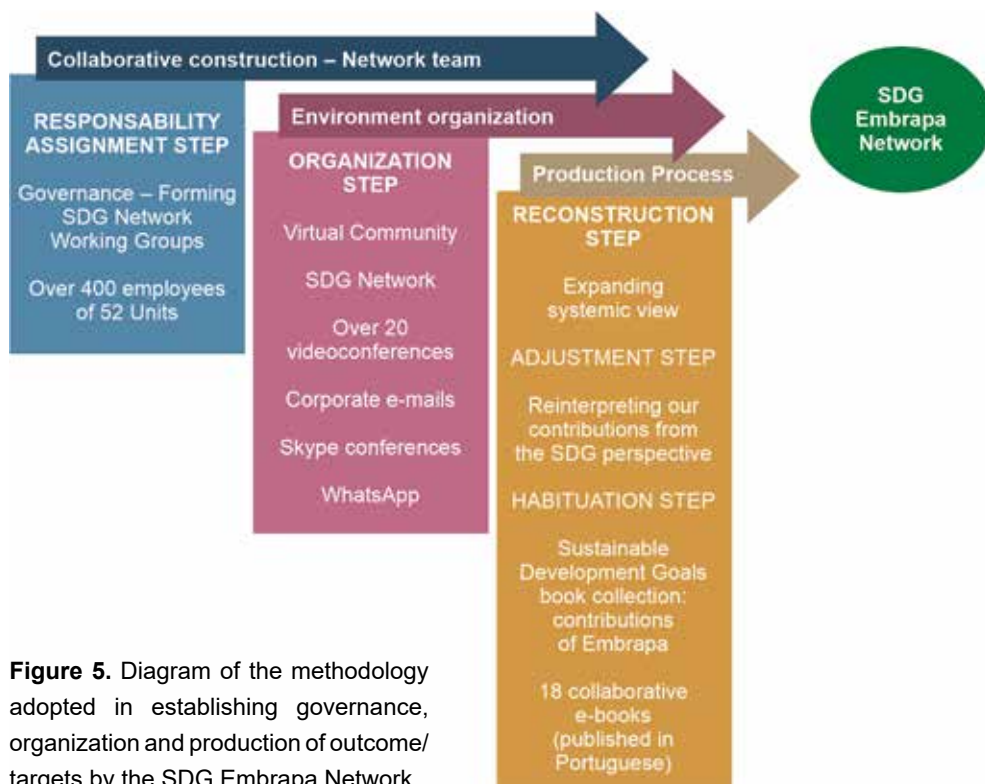 Collaborative construction – Network team
RESPONSABILITY
ASSIGNMENT STEP
Governance – Forming
SDG Network
Working Groups
Over 400 employees
of 52 Units
Environment organization
ORGANIZATION
STEP
Virtual Community
SDG Network
Over 20
videoconferences
Corporate e-mails
Skype conferences
WhatsApp
Production Process
RECONSTRUCTION
STEP
Expanding
systemic view
ADJUSTMENT STEP
Reinterpreting our
contributions from
the SDG perspective
HABITUATION STEP
Sustainable
Development Goals
book collection:
contributions
of Embrapa
18 collaborative
e-books
(published in
Portuguese)
SDG
Embrapa
Network
Figure 5. Diagram of the methodology
adopted in establishing governance,
organization and production of outcome/
targets by the SDG Embrapa Network.